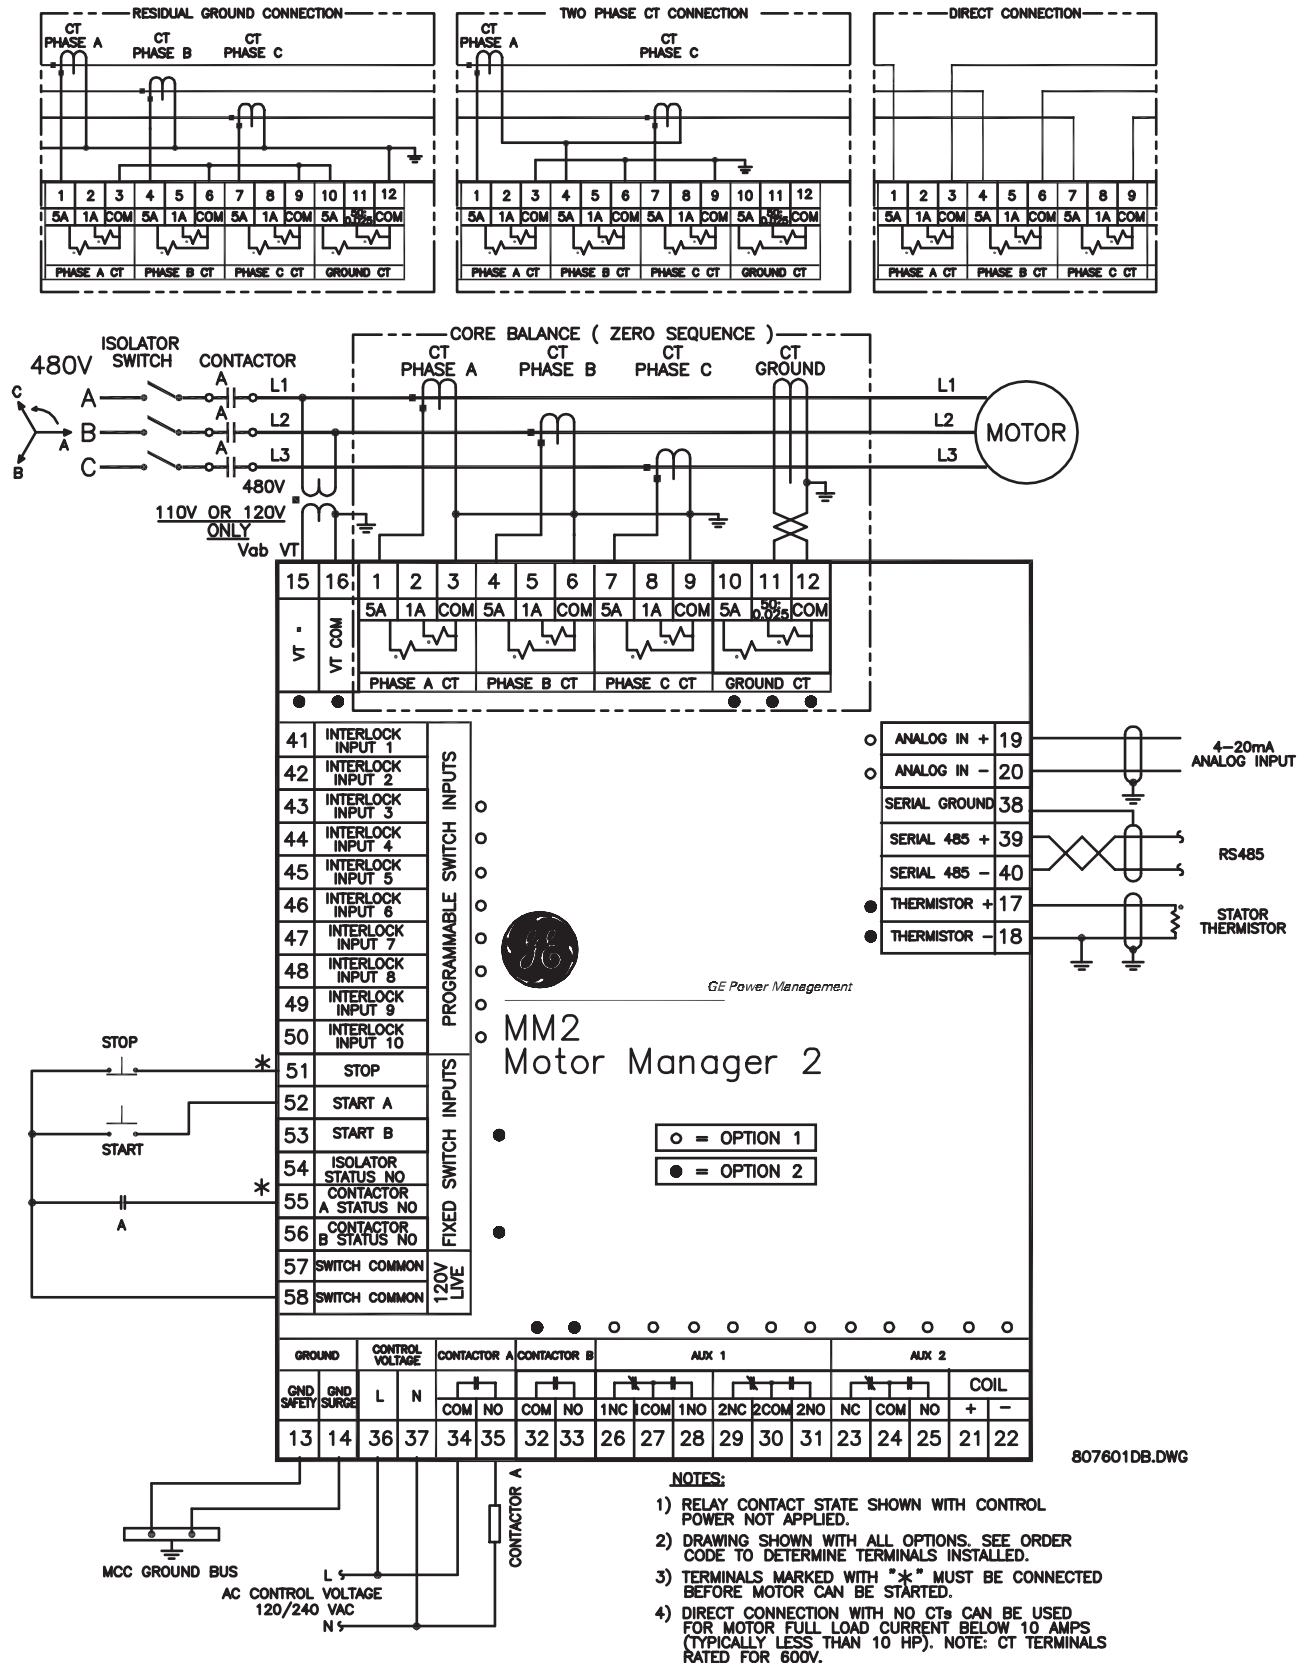 RESIDUAL GROUND CONNECTION
CT
PHASE A
CT
PHASE B
CT
PHASE C
1 2 3 4 5 6 7 8 9 10 11 12
5A 1A COM 5A 1A COM 5A 1A COM 5A 50: 0.025 COM
PHASE A CT PHASE B CT PHASE C CT GROUND CT
TWO PHASE CT CONNECTION
CT
PHASE A
CT
PHASE C
1 2 3 4 5 6 7 8 9 10 11 12
5A 1A COM 5A 1A COM 5A 1A COM 5A 50: 0.025 COM
PHASE A CT PHASE B CT PHASE C CT GROUND CT
DIRECT CONNECTION
1 2 3 4 5 6 7 8 9
5A 1A COM 5A 1A COM 5A 1A COM
PHASE A CT PHASE B CT PHASE C CT
CORE BALANCE ( ZERO SEQUENCE )
480V
ISOLATOR
SWITCH
CONTACTOR
CT
PHASE A
CT
PHASE B
CT
PHASE C
CT
GROUND
C
A
B
A A L1 L1
B A L2 L2
C A L3 L3
MOTOR
480V
110V OR 120V
ONLY
Vab VT
15 16 1 2 3 4 5 6 7 8 9 10 11 12
VT
VT COM
5A 1A COM 5A 1A COM 5A 1A COM 5A 50: 0.025 COM
PHASE A CT PHASE B CT PHASE C CT GROUND CT
41 INTERLOCK
INPUT 1
42 INTERLOCK
INPUT 2
43 INTERLOCK
INPUT 3
44 INTERLOCK
INPUT 4
45 INTERLOCK
INPUT 5
46 INTERLOCK
INPUT 6
47 INTERLOCK
INPUT 7
48 INTERLOCK
INPUT 8
49 INTERLOCK
INPUT 9
50 INTERLOCK
INPUT 10
PROGRAMMABLE SWITCH INPUTS
STOP
* 51 STOP
52 START A
START
53 START B
54 ISOLATOR
STATUS NO
* 55 CONTACTOR
A STATUS NO
A
56 CONTACTOR
B STATUS NO
FIXED SWITCH INPUTS
57 SWITCH COMMON
58 SWITCH COMMON
120V
LIVE
GE
GE Power Management
MM2
Motor Manager 2
= OPTION 1
= OPTION 2
ANALOG IN + 19
ANALOG IN - 20
SERIAL GROUND 38
SERIAL 485 + 39
SERIAL 485 - 40
THERMISTOR + 17
THERMISTOR - 18
4-20mA
ANALOG INPUT
RS485
STATOR
THERMISTOR
GROUND CONTROL VOLTAGE CONTACTOR A CONTACTOR B AUX 1 AUX 2
GND SAFETY GND SURGE L N COIL
COM NO COM NO 1NC 1COM 1NO 2NC 2COM 2NO NC COM NO + -
13 14 36 37 34 35 32 33 26 27 28 29 30 31 23 24 25 21 22
807601DB.DWG
MCC GROUND BUS
L
AC CONTROL VOLTAGE
120/240 VAC
N
CONTACTOR A
NOTES:
1) RELAY CONTACT STATE SHOWN WITH CONTROL
POWER NOT APPLIED.
2) DRAWING SHOWN WITH ALL OPTIONS. SEE ORDER
CODE TO DETERMINE TERMINALS INSTALLED.
3) TERMINALS MARKED WITH "*" MUST BE CONNECTED
BEFORE MOTOR CAN BE STARTED.
4) DIRECT CONNECTION WITH NO CTs CAN BE USED
FOR MOTOR FULL LOAD CURRENT BELOW 10 AMPS
(TYPICALLY LESS THAN 10 HP). NOTE: CT TERMINALS
RATED FOR 600V.